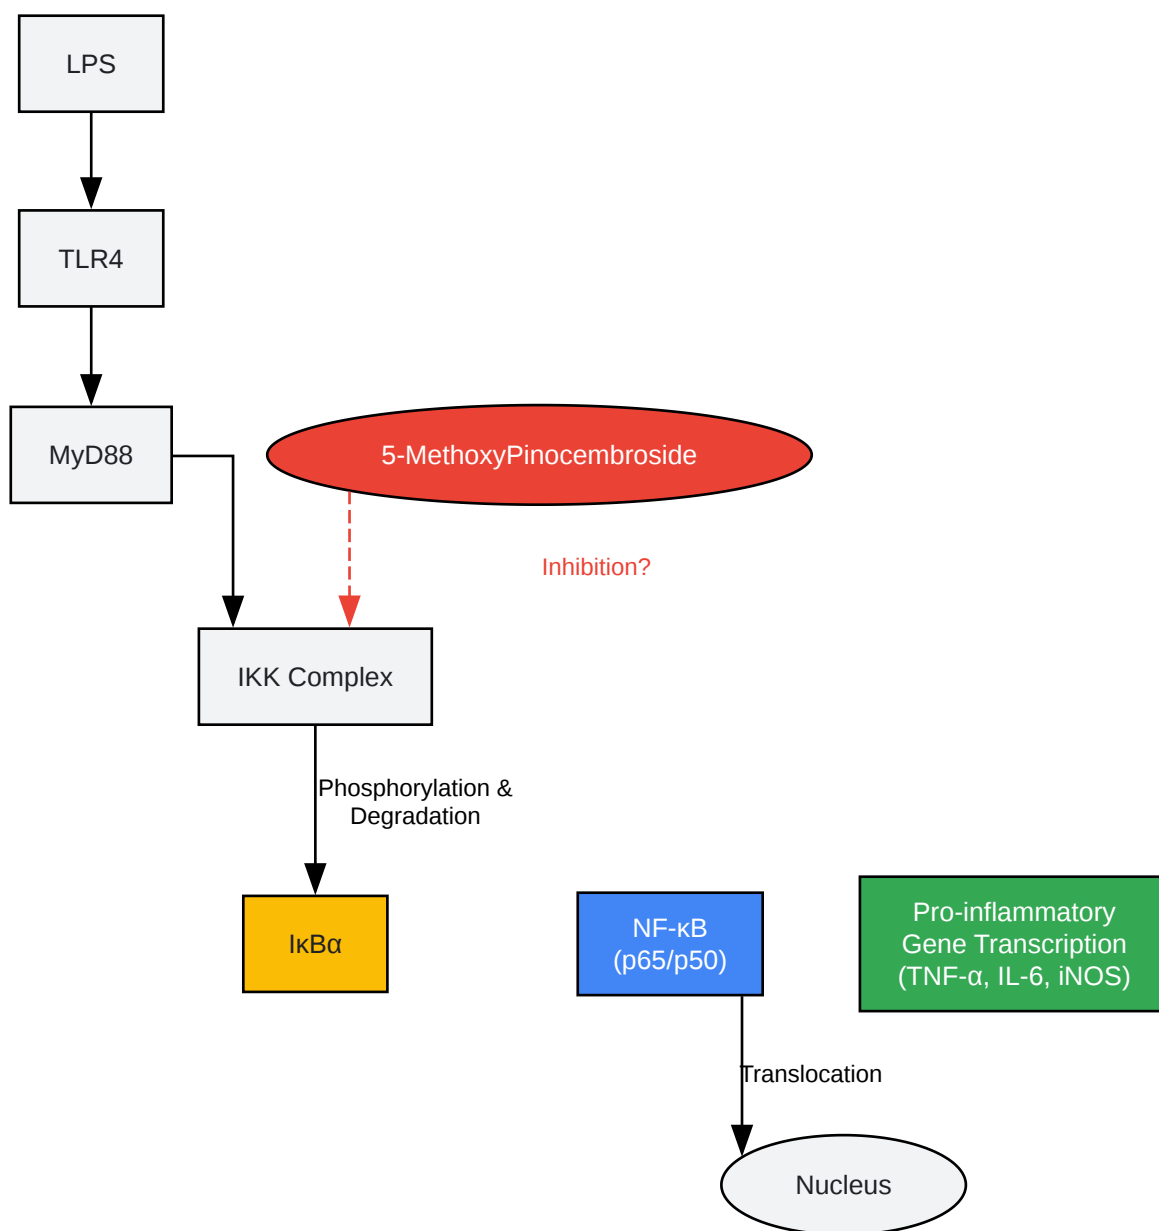 LPS
TLR4
MyD88
5-MethoxyPinocembroside
Inhibition?
IKK Complex
Phosphorylation &
Degradation
IκBα
NF-κB
(p65/p50)
Pro-inflammatory
Gene Transcription
(TNF-α, IL-6, iNOS)
Translocation
Nucleus